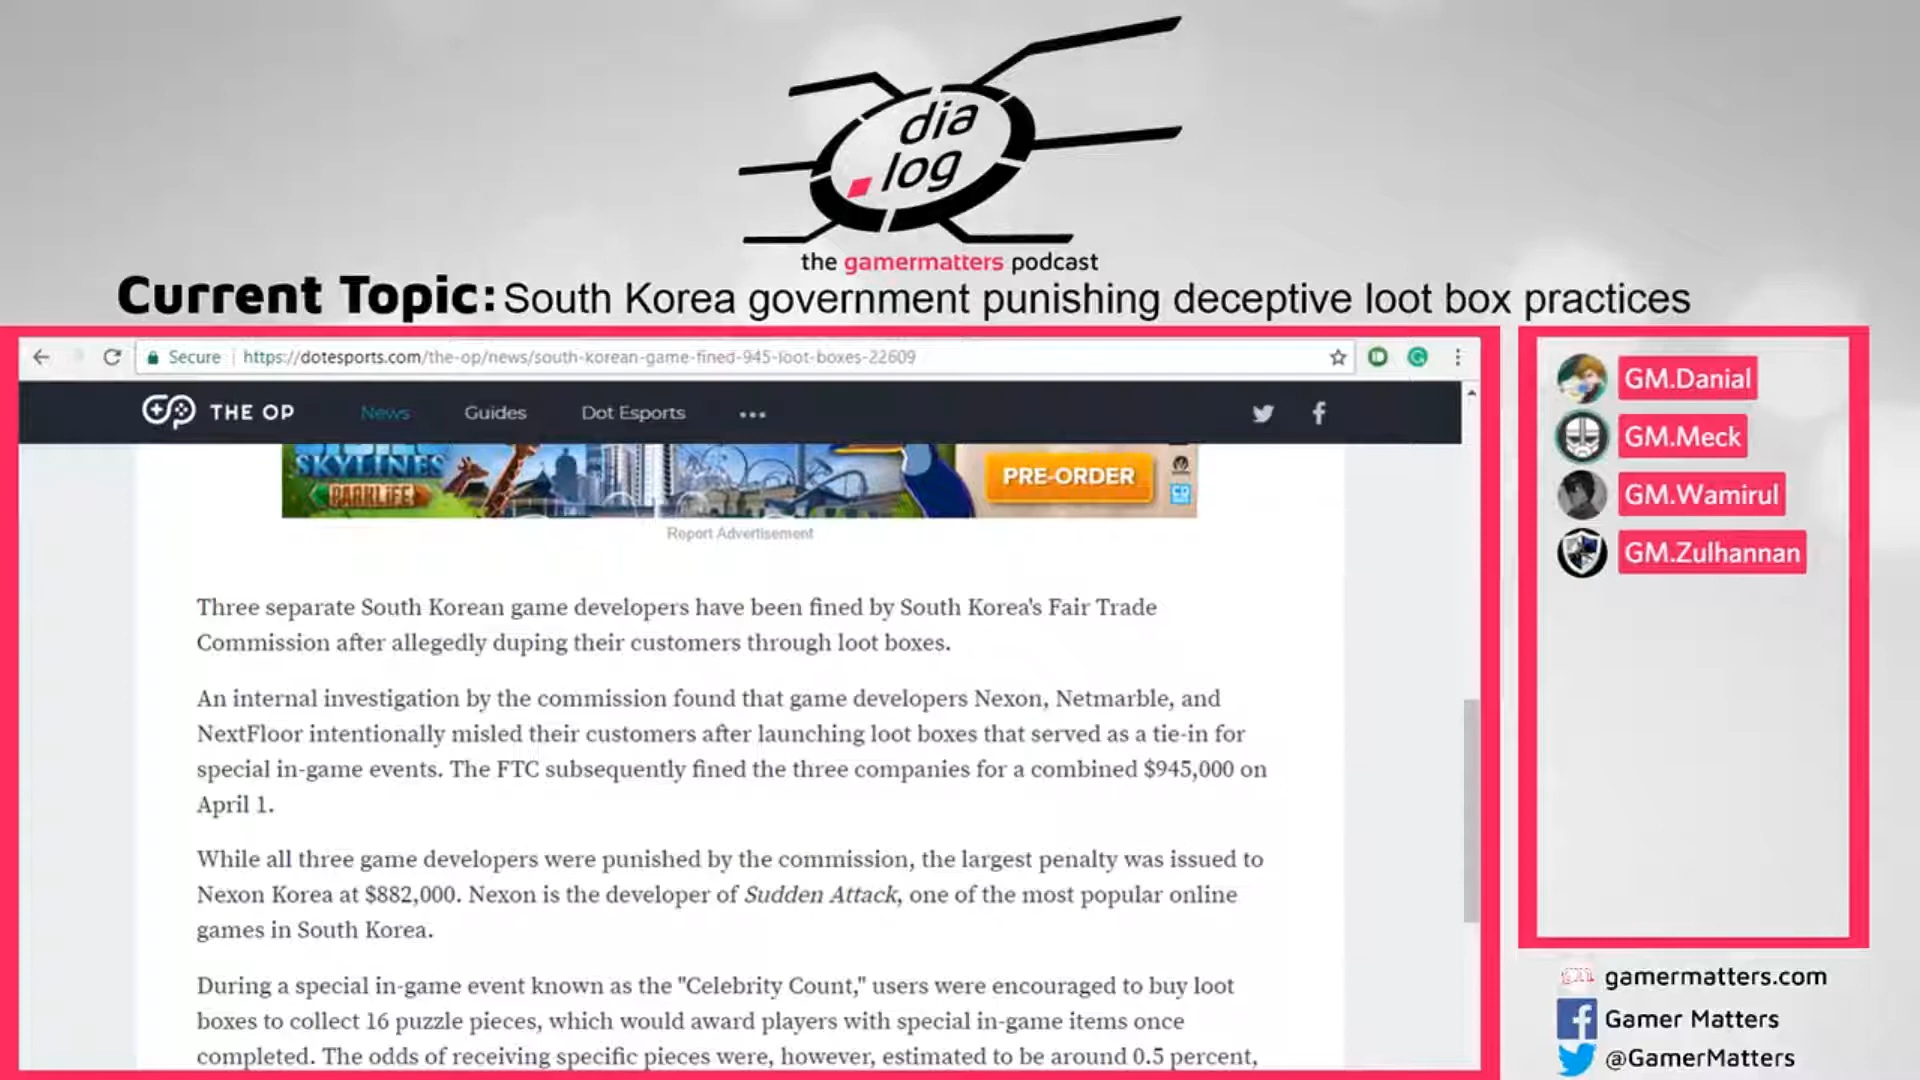 dia
.log
the gamermatters podcast
Current Topic: South Korea government punishing deceptive loot box practices
Secure https://dotesports.com/the-op/news/south-korean-game-fined-945-loot-boxes-22609
THE OP News Guides Dot Esports •••
SKYLINES
PARKLIFE
PRE-ORDER
Report Advertisement
Three separate South Korean game developers have been fined by South Korea's Fair Trade
Commission after allegedly duping their customers through loot boxes.
An internal investigation by the commission found that game developers Nexon, Netmarble, and
NextFloor intentionally misled their customers after launching loot boxes that served as a tie-in for
special in-game events. The FTC subsequently fined the three companies for a combined $945,000 on
April 1.
While all three game developers were punished by the commission, the largest penalty was issued to
Nexon Korea at $882,000. Nexon is the developer of Sudden Attack, one of the most popular online
games in South Korea.
During a special in-game event known as the "Celebrity Count," users were encouraged to buy loot
boxes to collect 16 puzzle pieces, which would award players with special in-game items once
completed. The odds of receiving specific pieces were, however, estimated to be around 0.5 percent,
GM.Danial
GM.Meck
GM.Wamirul
GM.Zulhannan
gamermatters.com
Gamer Matters
@GamerMatters